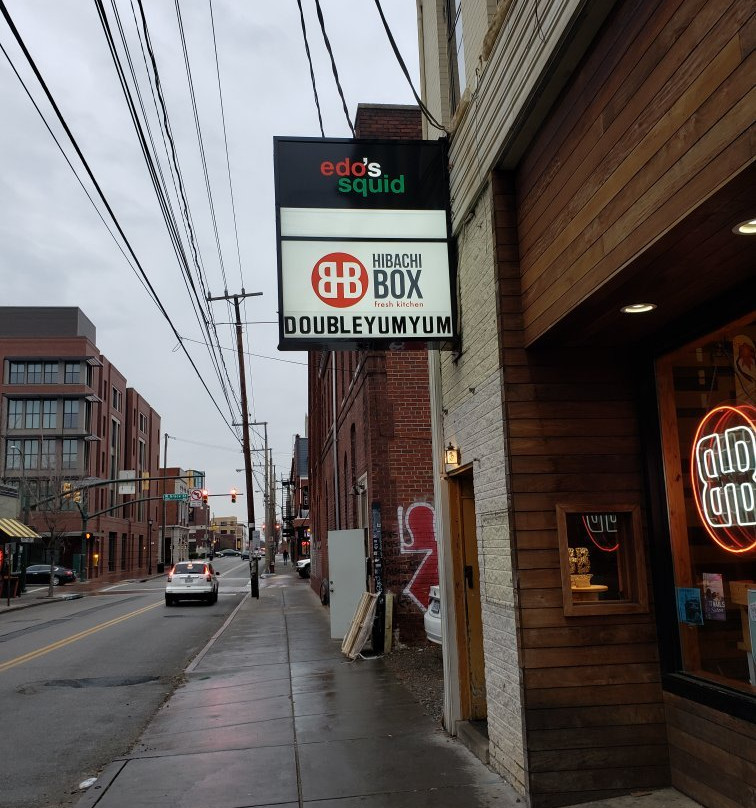 edo's
squid
BB
HIBACHI
BOX
fresh kitchen
DOUBLEYUMYUM